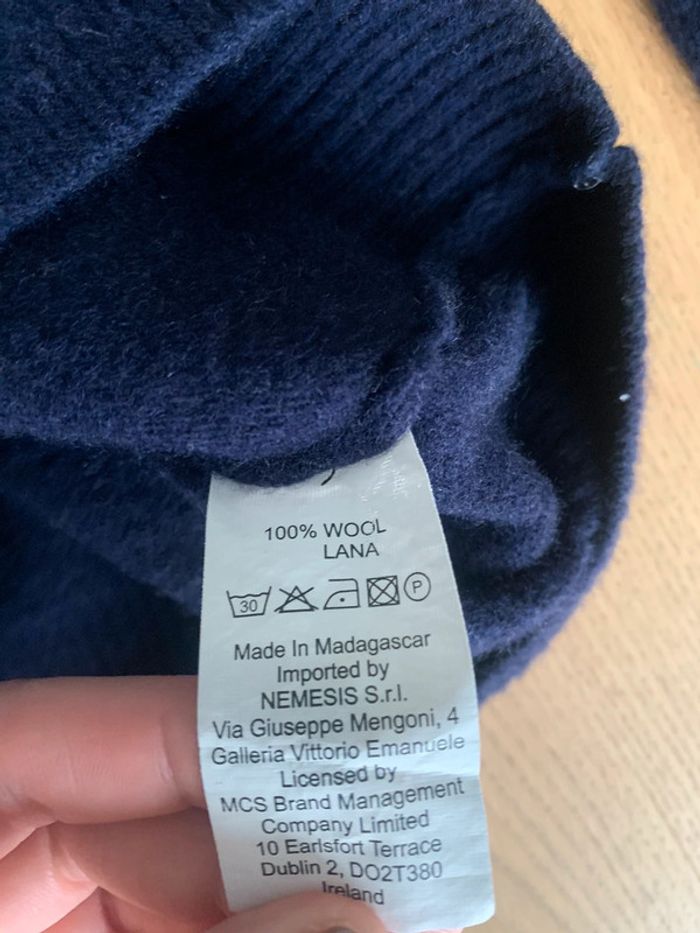 100% WOOL
LANA
30 P
Made In Madagascar
Imported by
NEMESIS S.r.l.
Via Giuseppe Mengoni, 4
Galleria Vittorio Emanuele
Licensed by
MCS Brand Management
Company Limited
10 Earlsfort Terrace
Dublin 2, DO2T380
Ireland